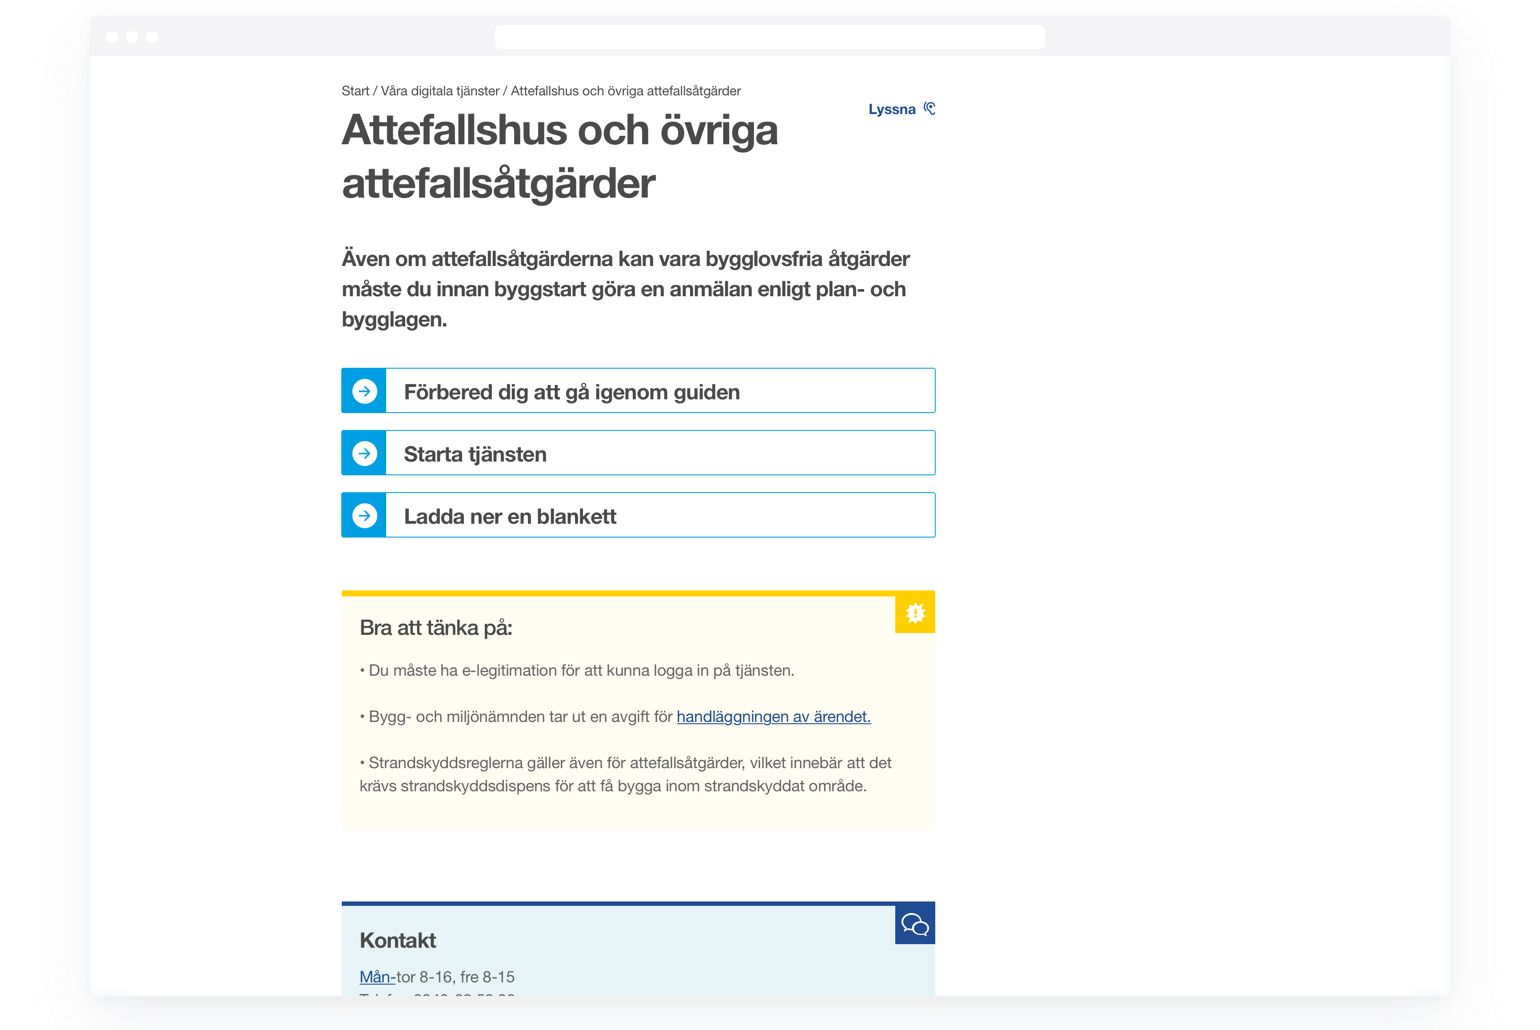 Start / Våra digitala tjänster / Attefallshus och övriga attefallsåtgärder
Lyssna
Attefallshus och övriga
attefallsåtgärder
Även om attefallsåtgärderna kan vara bygglovsfria åtgärder
måste du innan byggstart göra en anmälan enligt plan- och
bygglagen.
Förbered dig att gå igenom guiden
Starta tjänsten
Ladda ner en blankett
Bra att tänka på:
• Du måste ha e-legitimation för att kunna logga in på tjänsten.
• Bygg- och miljönämnden tar ut en avgift för handläggningen av ärendet.
• Strandskyddsreglerna gäller även för attefallsåtgärder, vilket innebär att det
krävs strandskyddsdispens för att få bygga inom strandskyddat område.
Kontakt
Mån-tor 8-16, fre 8-15